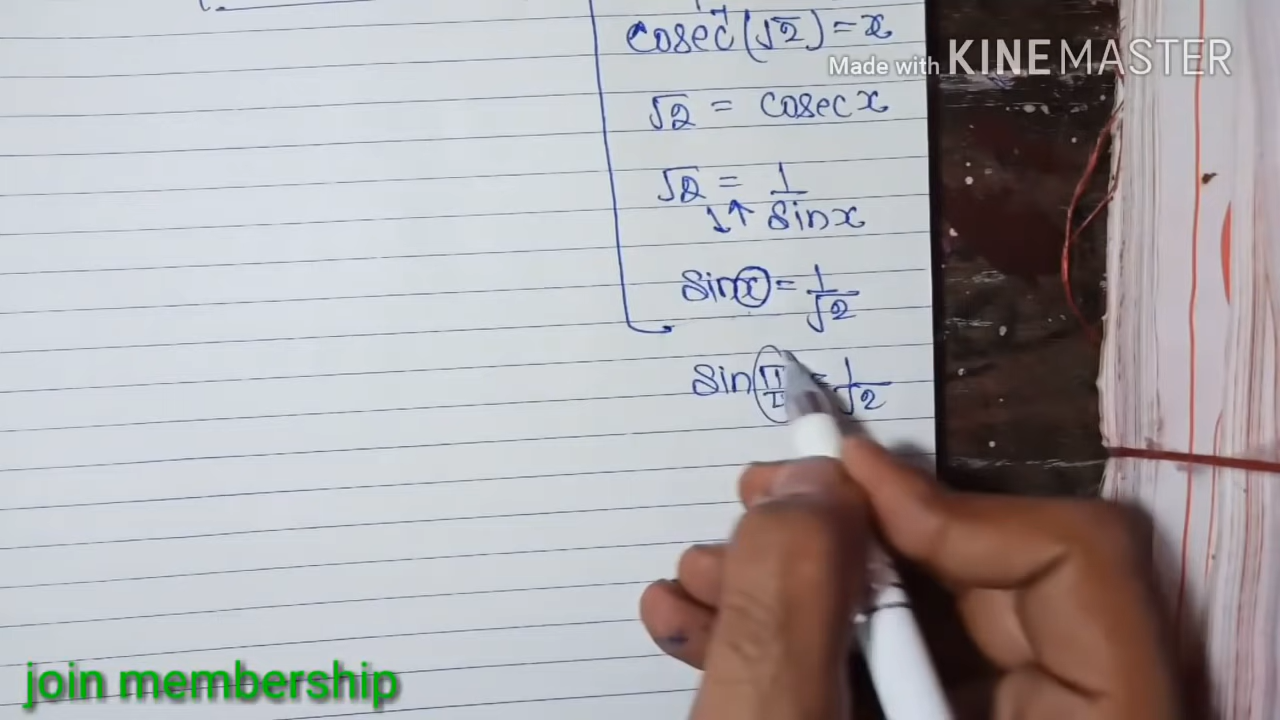 cosec⁻¹(√2) = x
Made with KINEMASTER
√2 = cosec x
√2 = 1/sin x
sin x = 1/√2
sin π = 1/√2
join membership